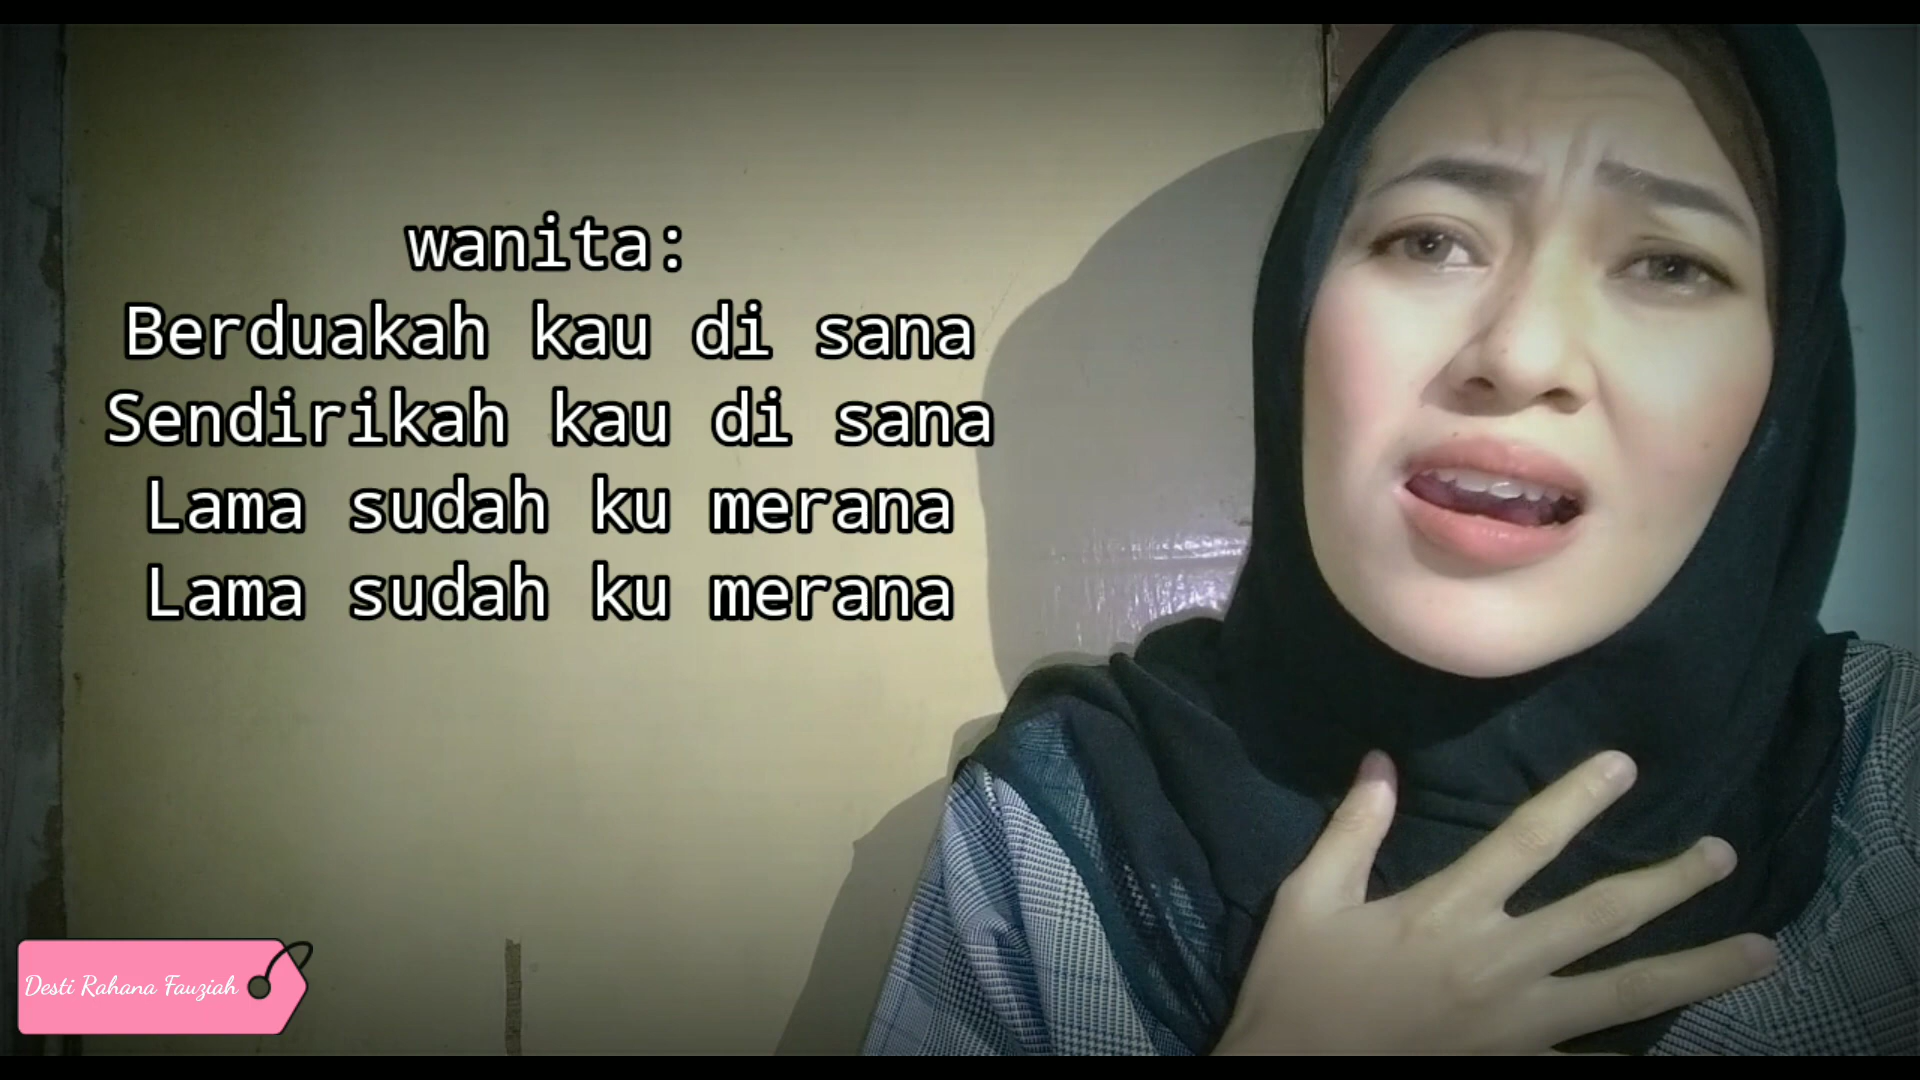 wanita:
Berduakah kau di sana
Sendirikah kau di sana
Lama sudah ku merana
Lama sudah ku merana
Desti Rahana Fauziah